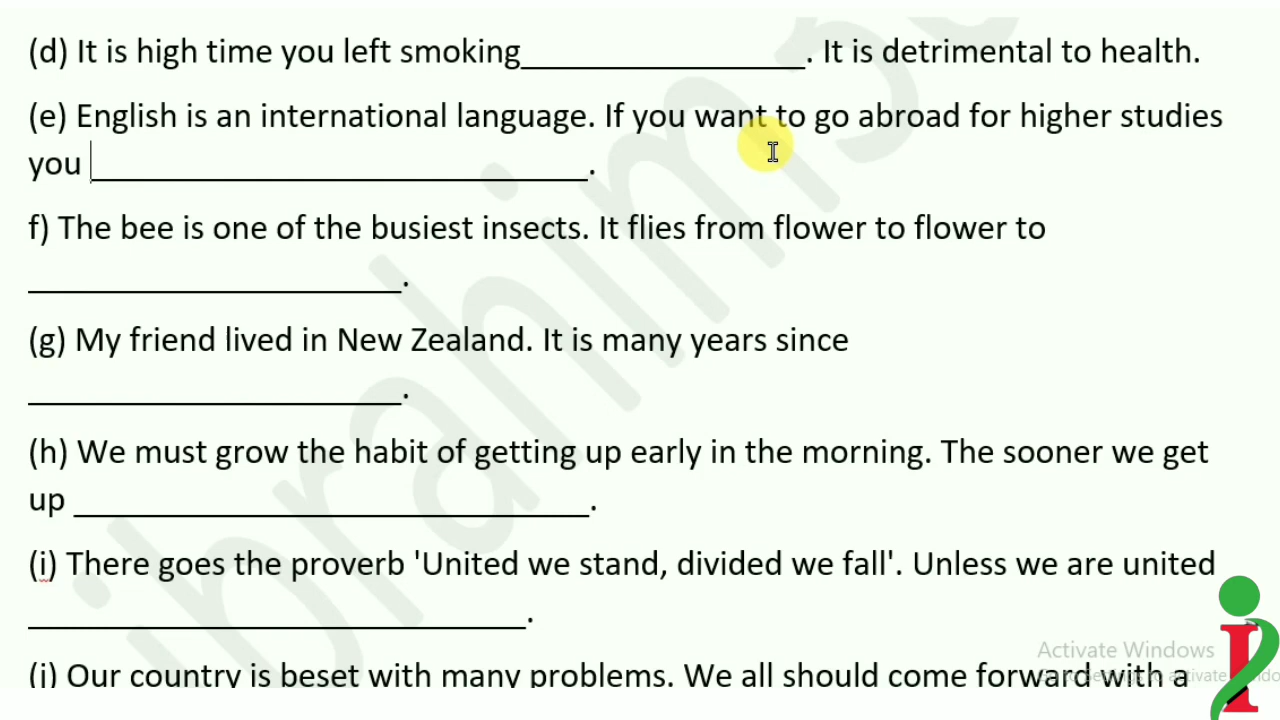 (d) It is high time you left smoking_________________. It is detrimental to health.
(e) English is an international language. If you want to go abroad for higher studies
you ______________________________.
f) The bee is one of the busiest insects. It flies from flower to flower to
______________________.
(g) My friend lived in New Zealand. It is many years since
______________________.
(h) We must grow the habit of getting up early in the morning. The sooner we get
up _______________________________.
(i) There goes the proverb 'United we stand, divided we fall'. Unless we are united
______________________________.
Activate Windows
(j) Our country is beset with many problems. We all should come forward with a